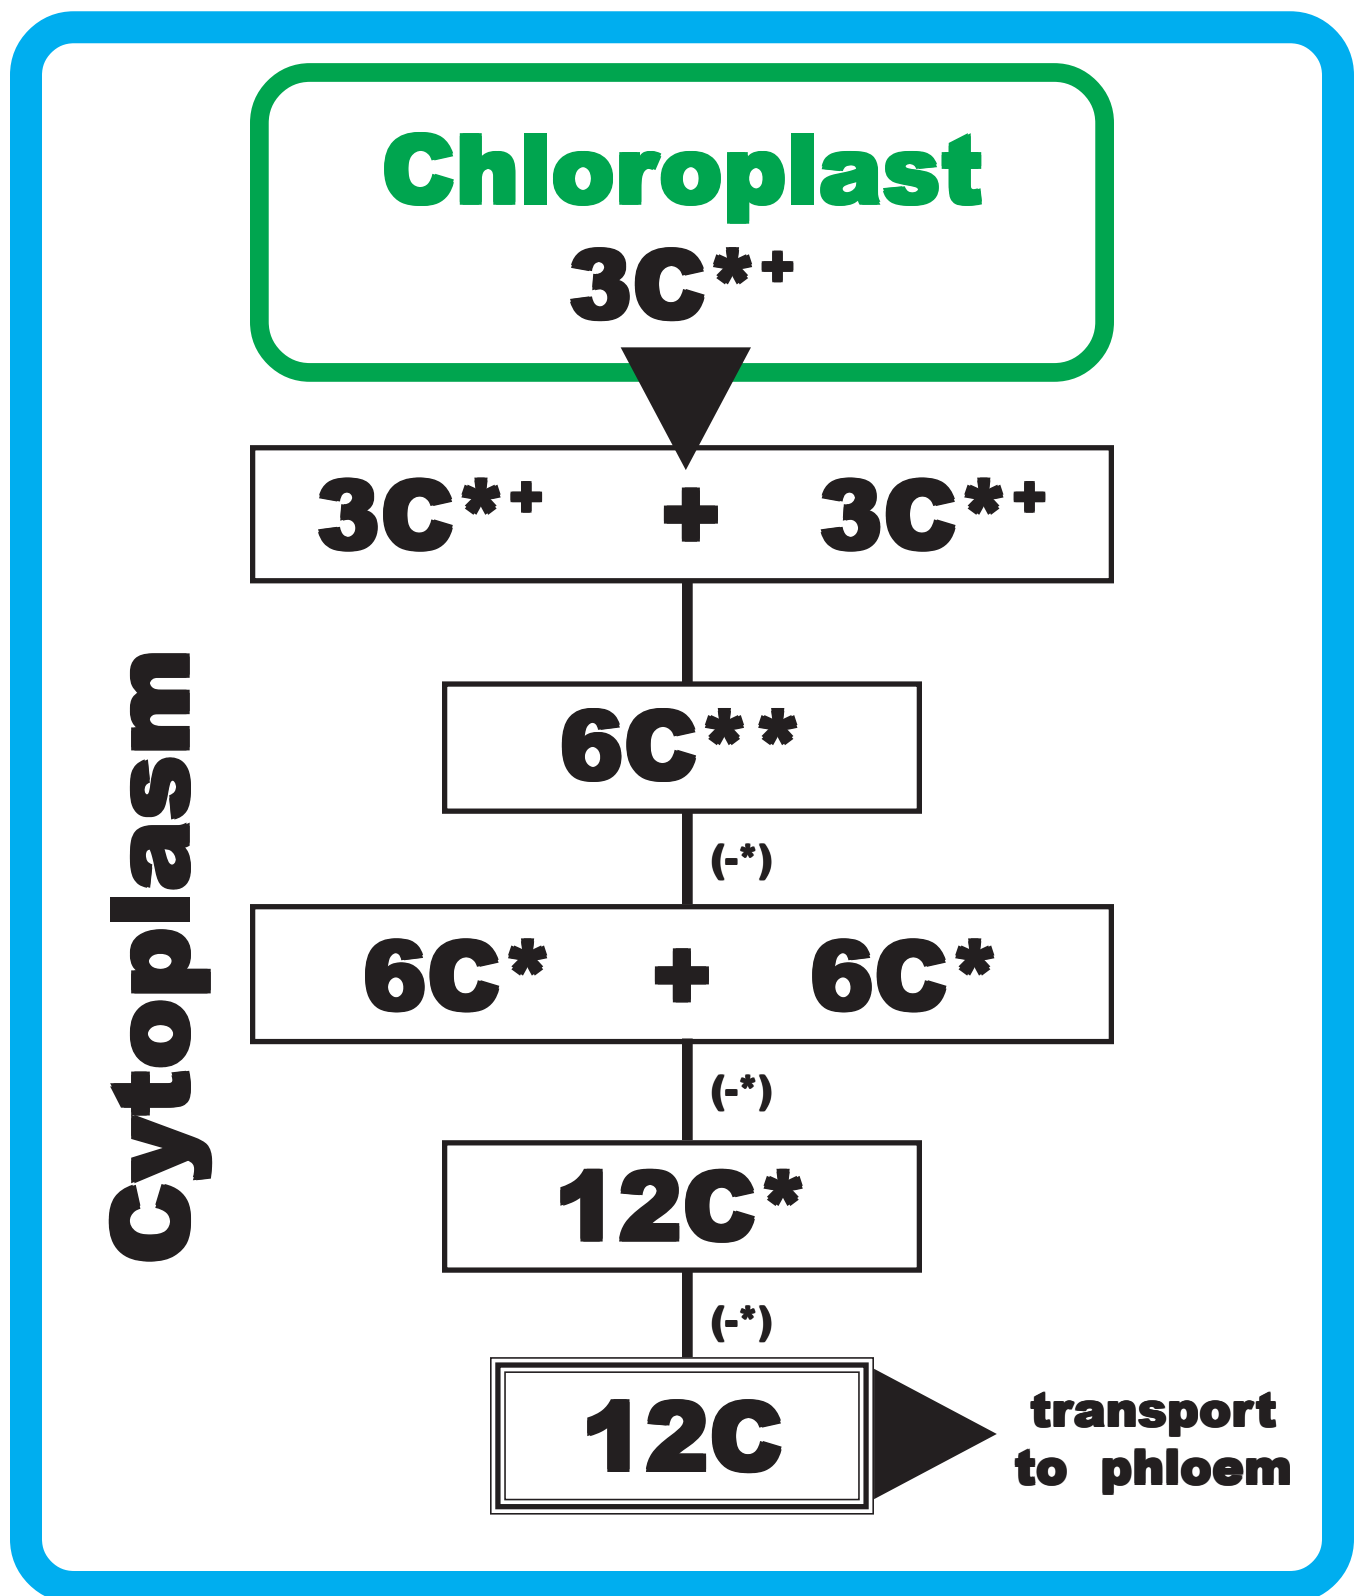 Chloroplast
3C*+
3C*+ + 3C*+
6C**
(-*)
6C* + 6C*
(-*)
12C*
(-*)
12C
transport
to phloem
Cytoplasm